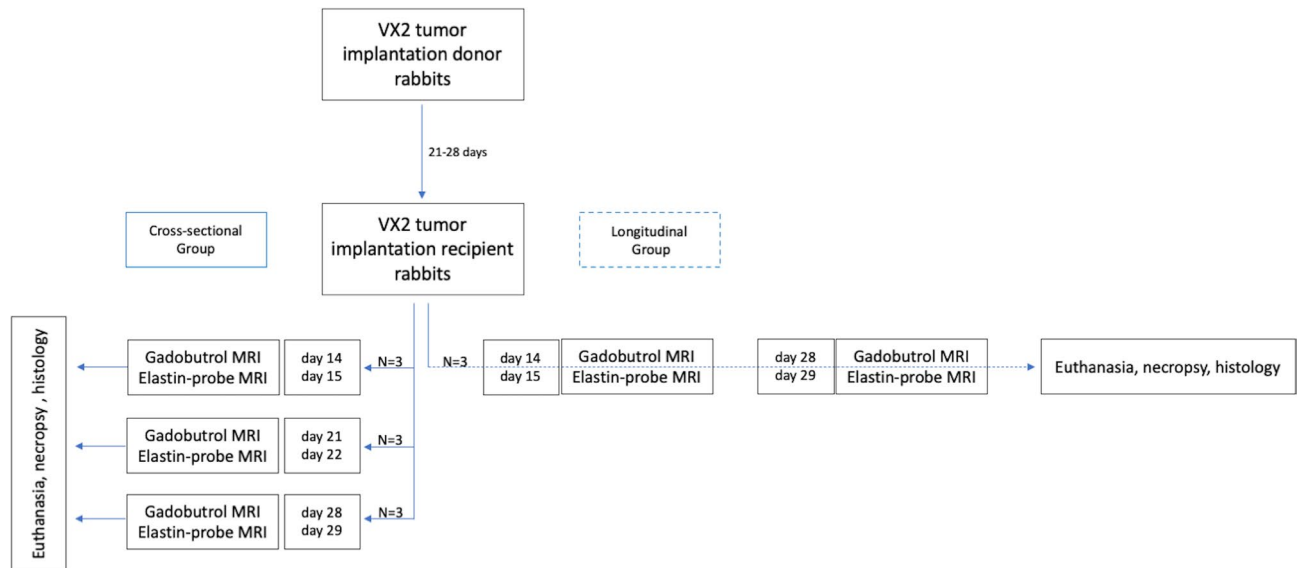 VX2 tumor
implantation donor
rabbits
21-28 days
Cross-sectional
Group
VX2 tumor
implantation recipient
rabbits
Longitudinal
Group
Euthanasia, necropsy , histology
Gadobutrol MRI
Elastin-probe MRI
day 14
day 15
N=3
Gadobutrol MRI
Elastin-probe MRI
day 21
day 22
N=3
Gadobutrol MRI
Elastin-probe MRI
day 28
day 29
N=3
N=3
day 14
day 15
Gadobutrol MRI
Elastin-probe MRI
day 28
day 29
Gadobutrol MRI
Elastin-probe MRI
Euthanasia, necropsy, histology